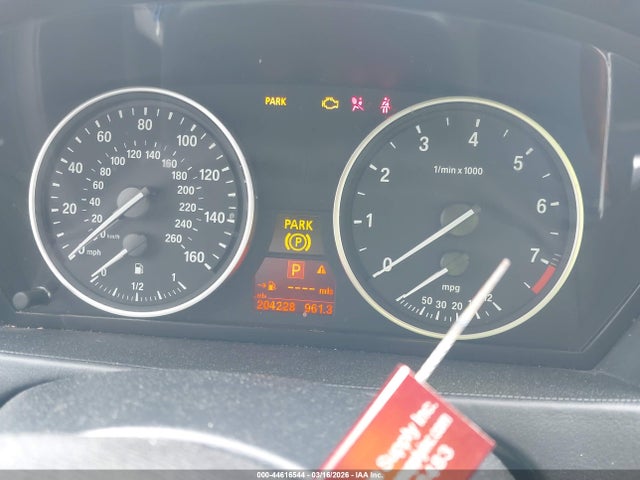 PARK
20 40 60 80 100 120 140 160
20 40 60 80 100 120 140 160 180 200 220 240 260
0 mph
0 km/h
0 1/2 1
PARK
(P)
P
---- mls
204228 961.3
0 1 2 3 4 5 6 7
1/min x 1000
mpg
50 30 20 12
Supply Inc
000-44616544 | 03/16/2026 - IAA Inc.